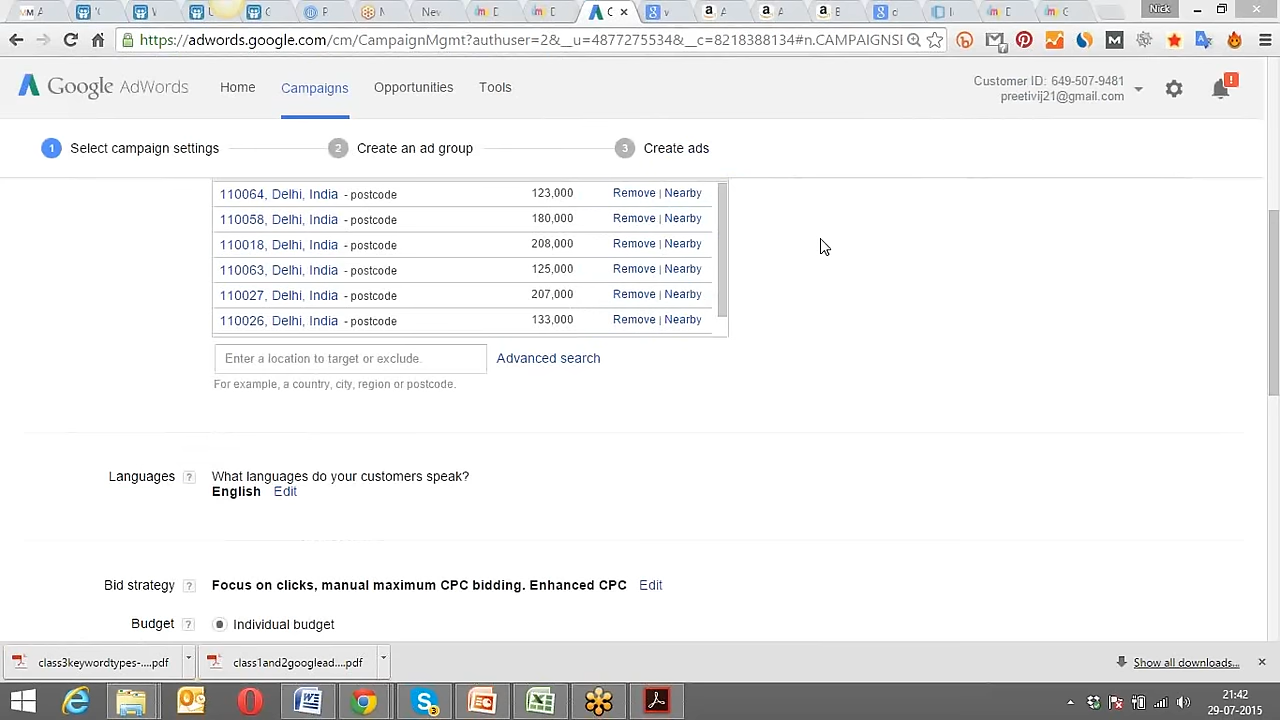 Nick
https://adwords.google.com/cm/CampaignMgmt?authuser=2&__u=4877275534&__c=8218388134#n.CAMPAIGNSI
Google AdWords
Home
Campaigns
Opportunities
Tools
Customer ID: 649-507-9481
preetivij21@gmail.com
1 Select campaign settings
2 Create an ad group
3 Create ads
110064, Delhi, India - postcode 123,000 Remove | Nearby
110058, Delhi, India - postcode 180,000 Remove | Nearby
110018, Delhi, India - postcode 208,000 Remove | Nearby
110063, Delhi, India - postcode 125,000 Remove | Nearby
110027, Delhi, India - postcode 207,000 Remove | Nearby
110026, Delhi, India - postcode 133,000 Remove | Nearby
Enter a location to target or exclude. Advanced search
For example, a country, city, region or postcode.
Languages ? What languages do your customers speak?
English Edit
Bid strategy ? Focus on clicks, manual maximum CPC bidding. Enhanced CPC Edit
Budget ? Individual budget
class3keywordtypes-....pdf
class1and2googlead....pdf
Show all downloads...
21:42
29-07-2015